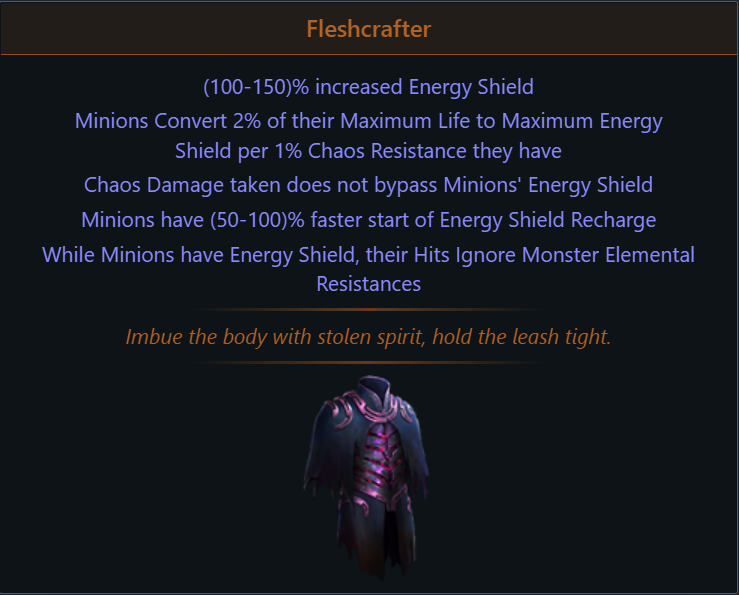 Fleshcrafter
(100-150)% increased Energy Shield
Minions Convert 2% of their Maximum Life to Maximum Energy
Shield per 1% Chaos Resistance they have
Chaos Damage taken does not bypass Minions' Energy Shield
Minions have (50-100)% faster start of Energy Shield Recharge
While Minions have Energy Shield, their Hits Ignore Monster Elemental
Resistances
Imbue the body with stolen spirit, hold the leash tight.